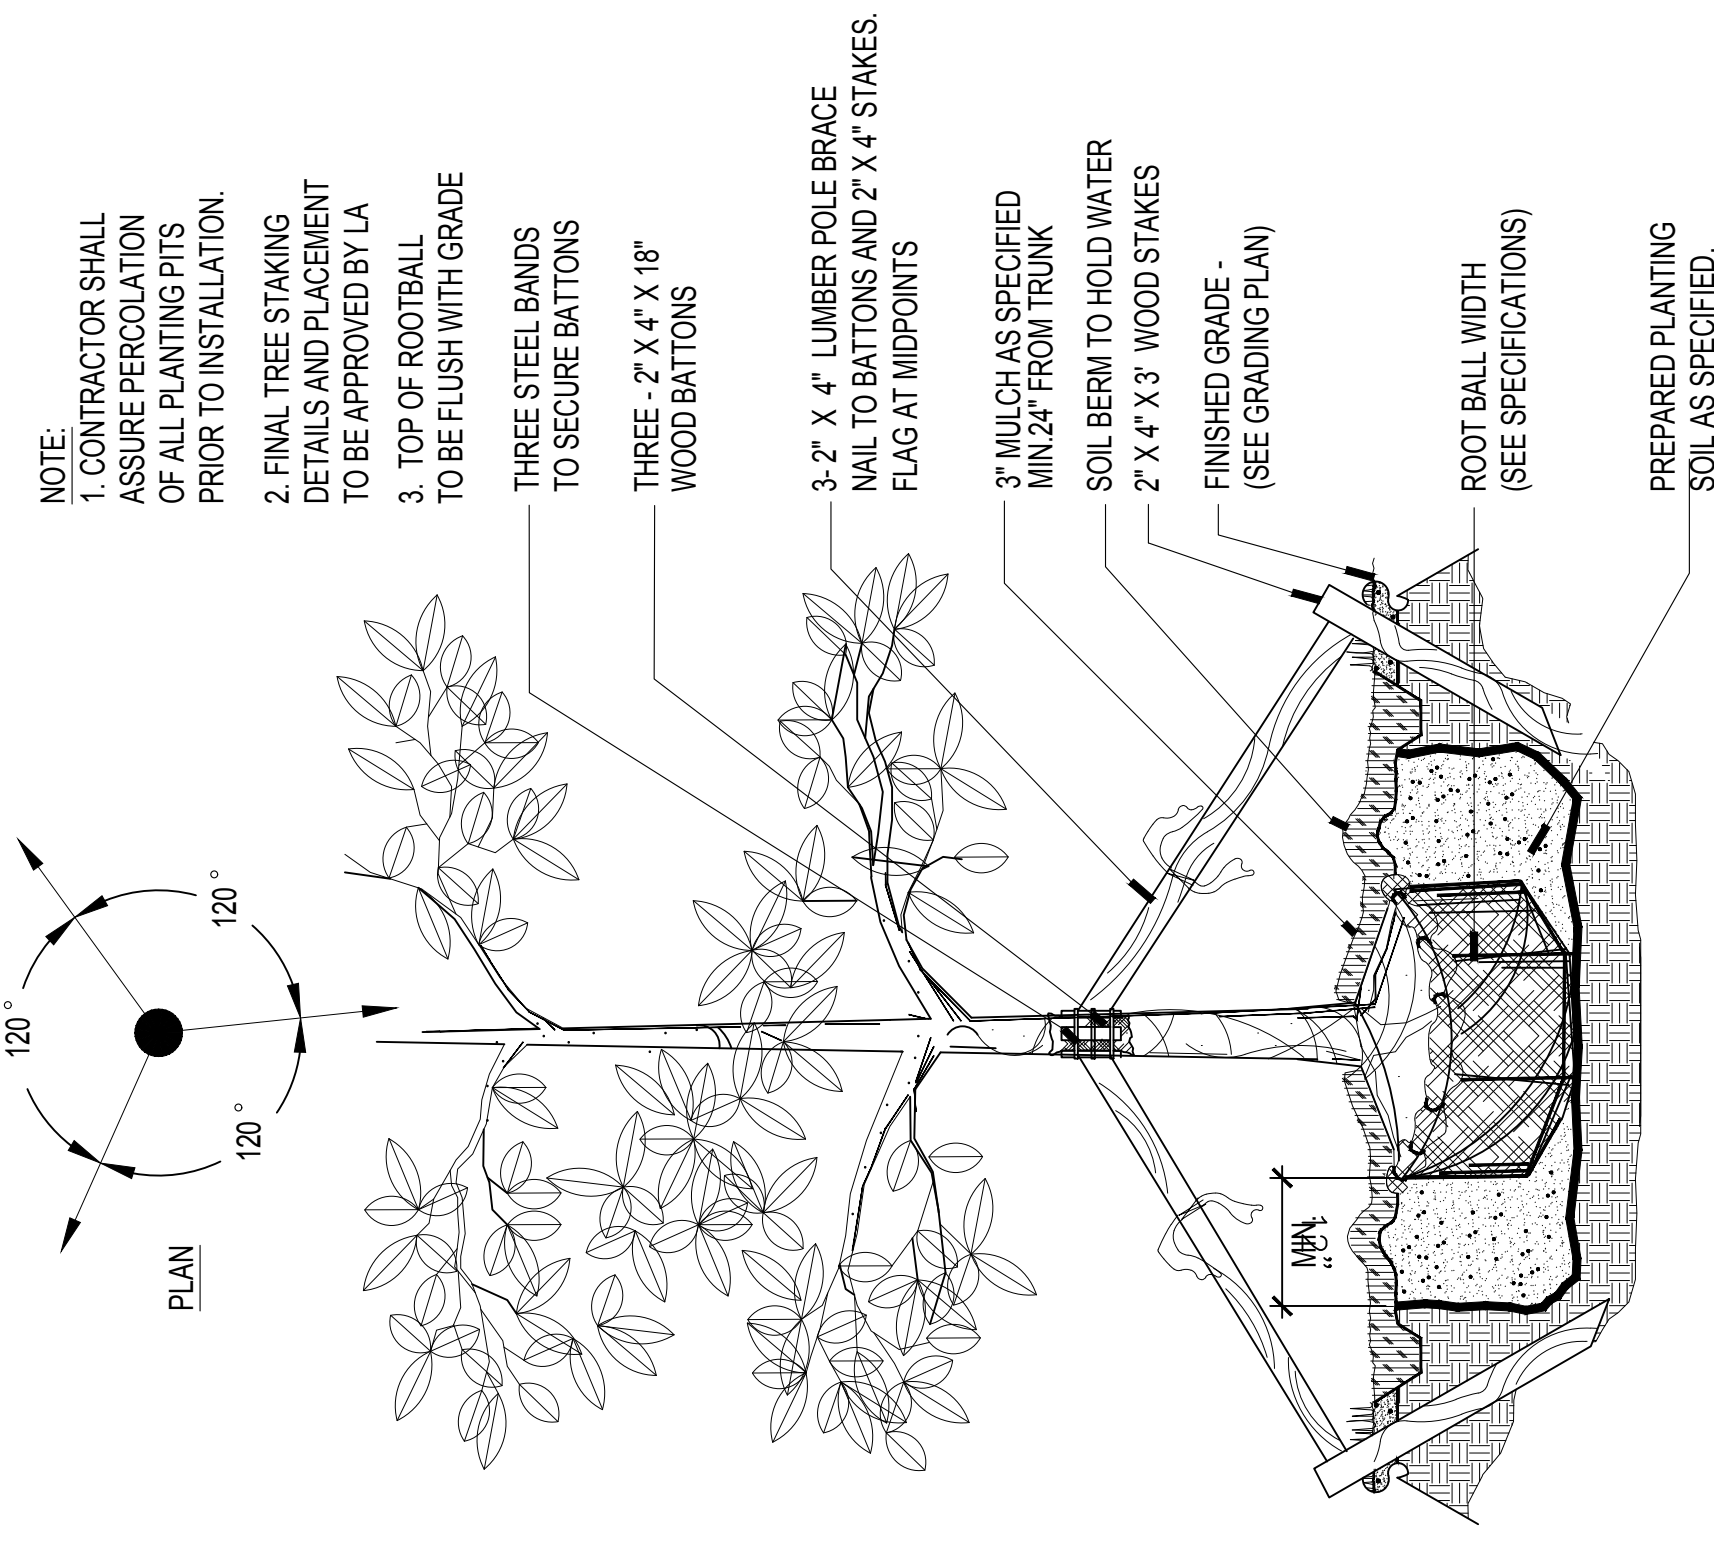 NOTE:
1. CONTRACTOR SHALL
ASSURE PERCOLATION
OF ALL PLANTING PITS
PRIOR TO INSTALLATION.
2. FINAL TREE STAKING
DETAILS AND PLACEMENT
TO BE APPROVED BY LA
3. TOP OF ROOTBALL
TO BE FLUSH WITH GRADE
THREE STEEL BANDS
TO SECURE BATTONS
THREE - 2" X 4" X 18"
WOOD BATTONS
3- 2" X 4" LUMBER POLE BRACE
NAIL TO BATTONS AND 2" X 4" STAKES.
FLAG AT MIDPOINTS
3" MULCH AS SPECIFIED
MIN.24" FROM TRUNK
SOIL BERM TO HOLD WATER
2" X 4" X 3' WOOD STAKES
FINISHED GRADE -
(SEE GRADING PLAN)
ROOT BALL WIDTH
(SEE SPECIFICATIONS)
PREPARED PLANTING
SOIL AS SPECIFIED.
120°
120°
120°
PLAN
MIN.